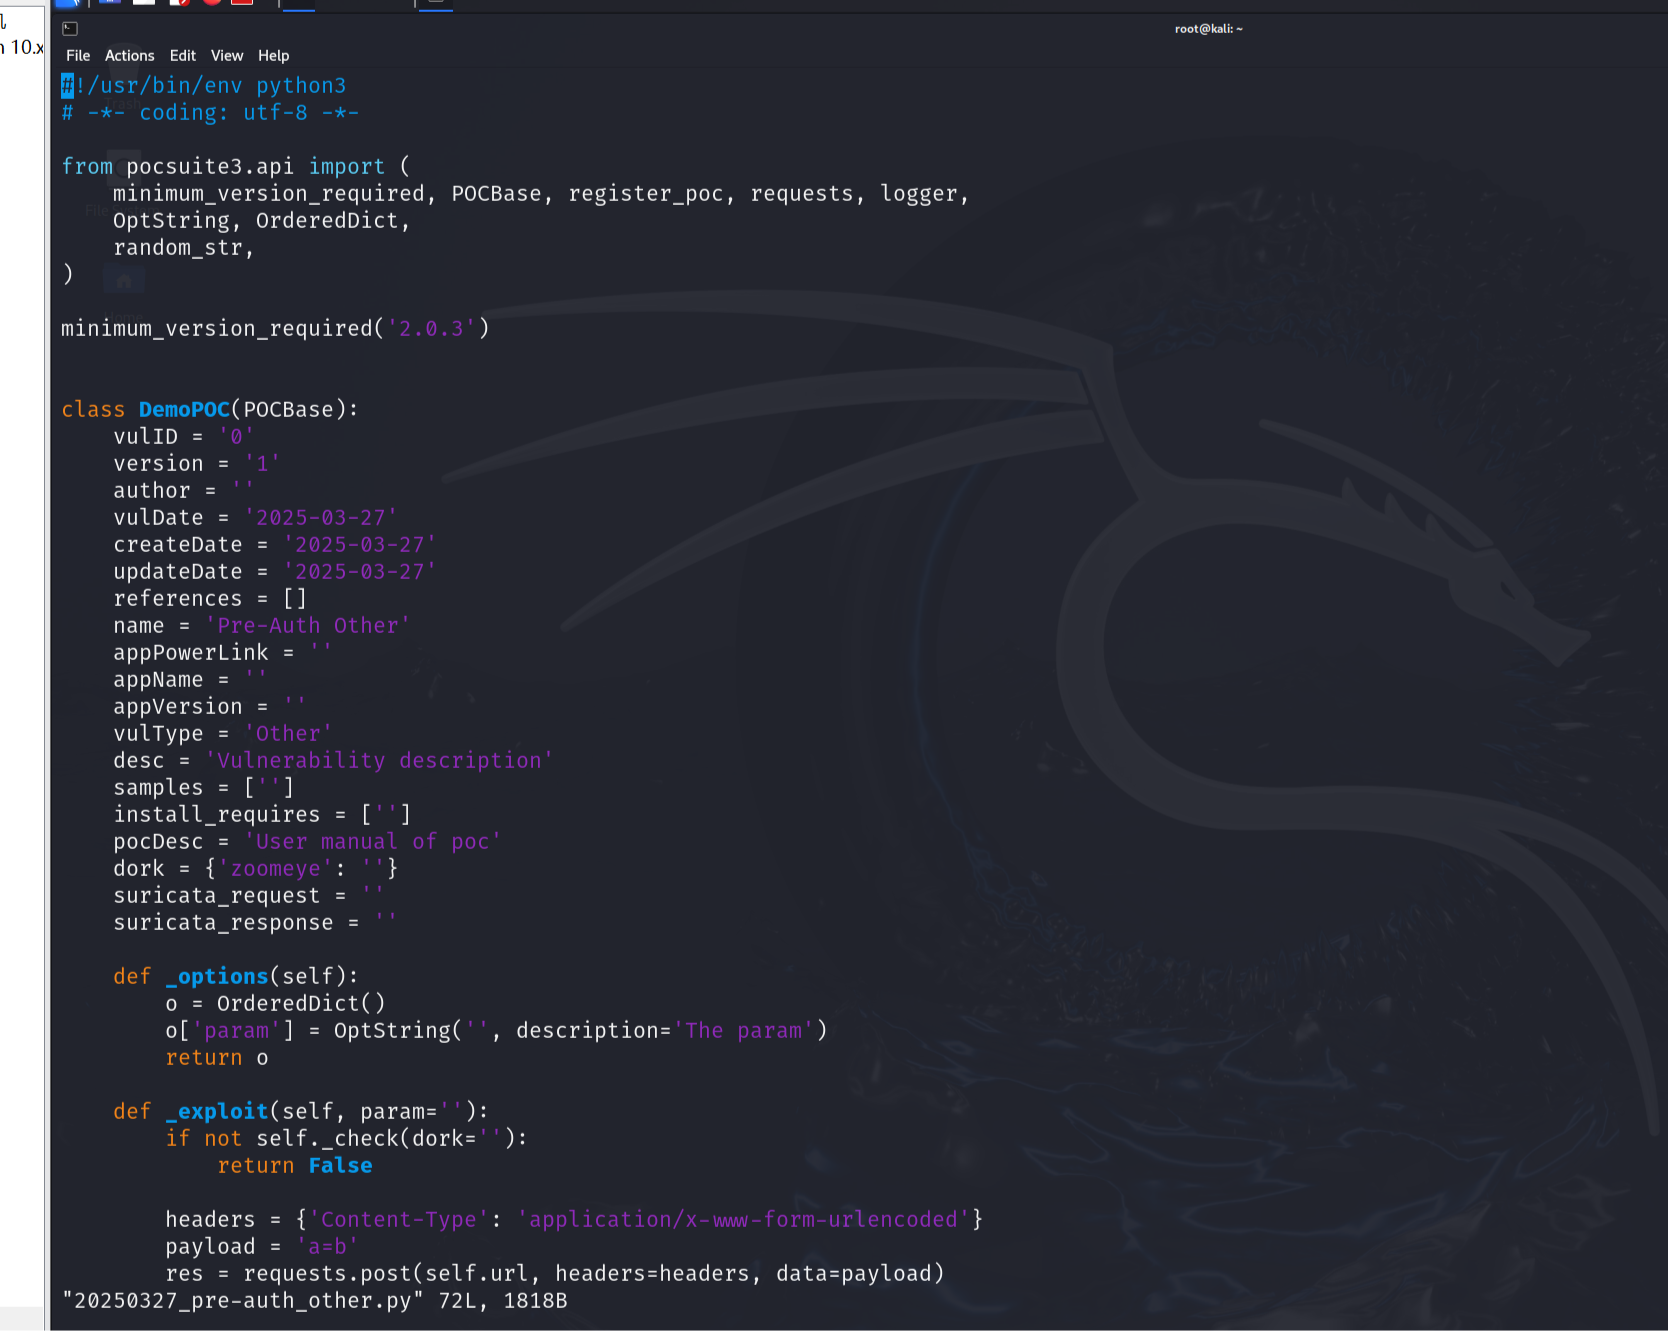 l
n 10.x
root@kali: ~
File Actions Edit View Help
#!/usr/bin/env python3
# -*- coding: utf-8 -*-
Trash
from pocsuite3.api import (
    minimum_version_required, POCBase, register_poc, requests, logger,
    OptString, OrderedDict,
    random_str,
)
Home
minimum_version_required('2.0.3')
class DemoPOC(POCBase):
    vulID = '0'
    version = '1'
    author = ''
    vulDate = '2025-03-27'
    createDate = '2025-03-27'
    updateDate = '2025-03-27'
    references = []
    name = 'Pre-Auth Other'
    appPowerLink = ''
    appName = ''
    appVersion = ''
    vulType = 'Other'
    desc = 'Vulnerability description'
    samples = ['']
    install_requires = ['']
    pocDesc = 'User manual of poc'
    dork = {'zoomeye': ''}
    suricata_request = ''
    suricata_response = ''
    def _options(self):
        o = OrderedDict()
        o['param'] = OptString('', description='The param')
        return o
    def _exploit(self, param=''):
        if not self._check(dork=''):
            return False
        headers = {'Content-Type': 'application/x-www-form-urlencoded'}
        payload = 'a=b'
        res = requests.post(self.url, headers=headers, data=payload)
"20250327_pre-auth_other.py" 72L, 1818B